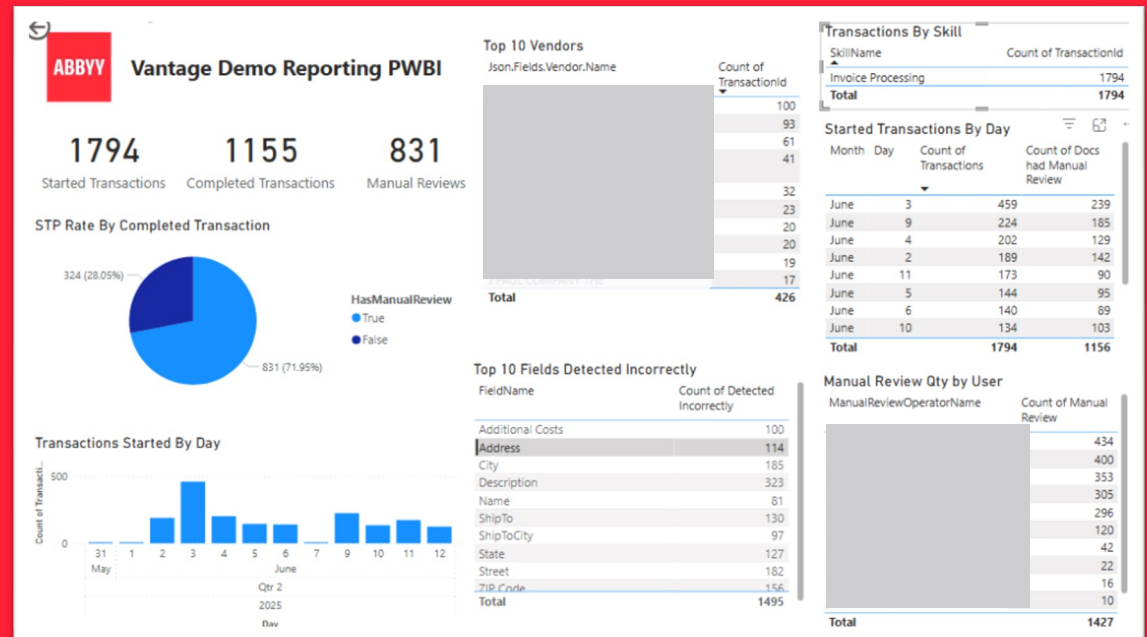 ABBYY
Vantage Demo Reporting PWBI
1794
Started Transactions
1155
Completed Transactions
831
Manual Reviews
STP Rate By Completed Transaction
324 (28.05%)
831 (71.95%)
HasManualReview
True
False
Transactions Started By Day
Count of Transacti...
500
0
31 1 2 3 4 5 6 7 9 10 11 12
May June
Qtr 2
2025
Day
Top 10 Vendors
Json.Fields.Vendor.Name Count of TransactionId
100
93
61
41
32
23
20
20
19
17
Total 426
Top 10 Fields Detected Incorrectly
FieldName Count of Detected Incorrectly
Additional Costs 100
Address 114
City 185
Description 323
Name 81
ShipTo 130
ShipToCity 97
State 127
Street 182
ZIP Code 156
Total 1495
Transactions By Skill
SkillName Count of TransactionId
Invoice Processing 1794
Total 1794
Started Transactions By Day
Month Day Count of Transactions Count of Docs had Manual Review
June 3 459 239
June 9 224 185
June 4 202 129
June 2 189 142
June 11 173 90
June 5 144 95
June 6 140 89
June 10 134 103
Total 1794 1156
Manual Review Qty by User
ManualReviewOperatorName Count of Manual Review
434
400
353
305
296
120
42
22
16
10
Total 1427